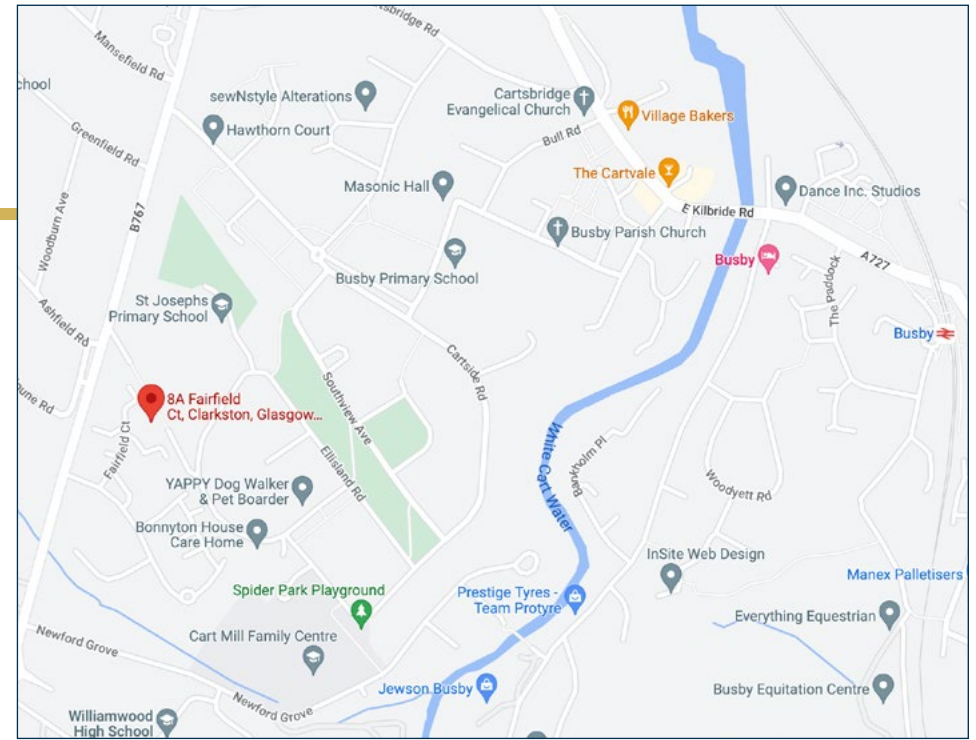 tsbridge Rd
Mansefield Rd
chool
sewNstyle Alterations
Cartsbridge
Evangelical Church
Village Bakers
Hawthorn Court
Greenfield Rd
Bull Rd
Masonic Hall
The Cartvale
Dance Inc. Studios
E Kilbride Rd
B767
Woodburn Ave
Busby Parish Church
Busby
A727
Busby Primary School
The Paddock
St Josephs
Primary School
Ashfield Rd
Busby
Cartside Rd
Southview Ave
8A Fairfield
Ct, Clarkston, Glasgow...
oune Rd
Fairfield Ct
Ellisland Rd
White Cart Water
Bankholm Pl
YAPPY Dog Walker
& Pet Boarder
Woodyett Rd
Bonnyton House
Care Home
InSite Web Design
Manex Palletisers
Spider Park Playground
Prestige Tyres -
Team Protyre
Everything Equestrian
Newford Grove
Cart Mill Family Centre
Jewson Busby
Busby Equitation Centre
Newford Grove
Williamwood
High School